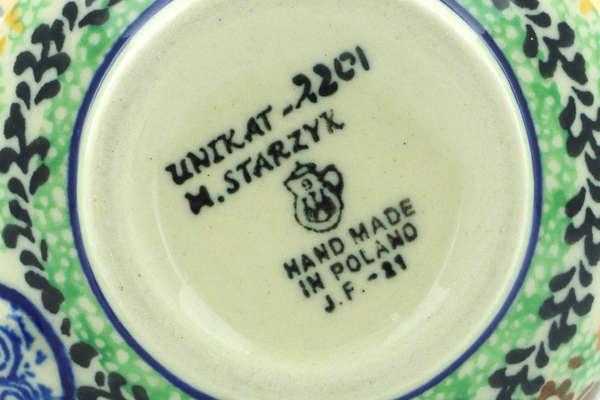 UNIKAT - 2201
M. STARZYK
HAND MADE
IN POLAND
J.F. - 21